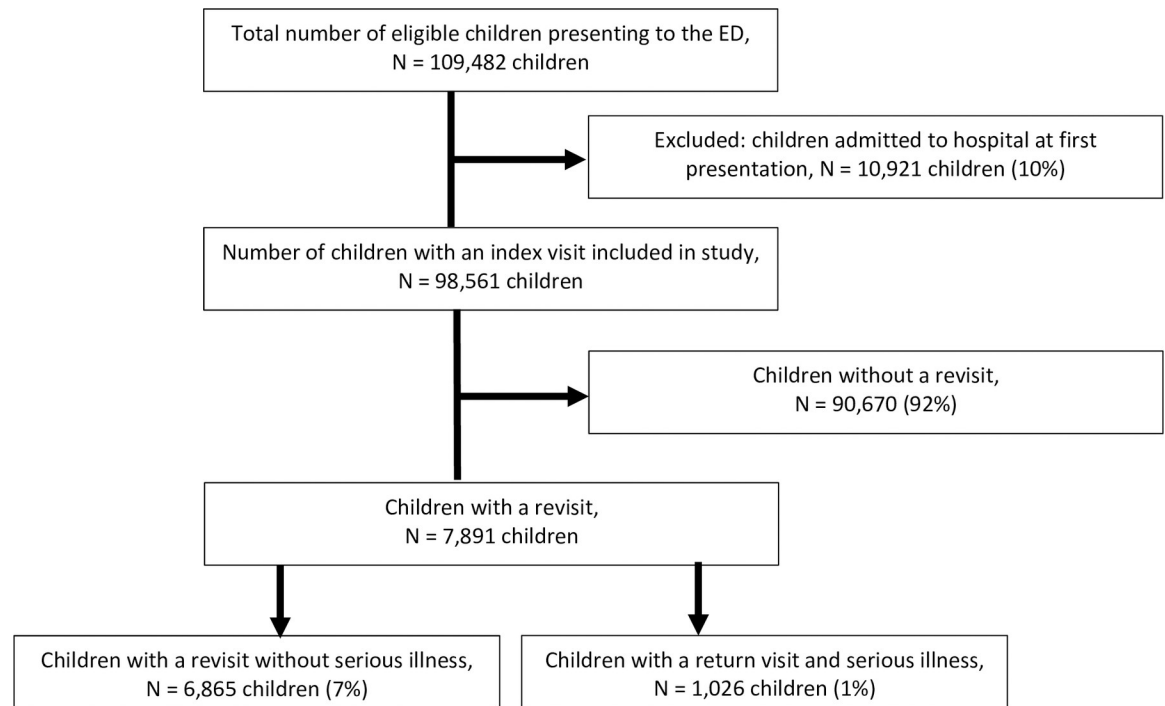 Total number of eligible children presenting to the ED,
N = 109,482 children
Excluded: children admitted to hospital at first
presentation, N = 10,921 children (10%)
Number of children with an index visit included in study,
N = 98,561 children
Children without a revisit,
N = 90,670 (92%)
Children with a revisit,
N = 7,891 children
Children with a revisit without serious illness,
N = 6,865 children (7%)
Children with a return visit and serious illness,
N = 1,026 children (1%)